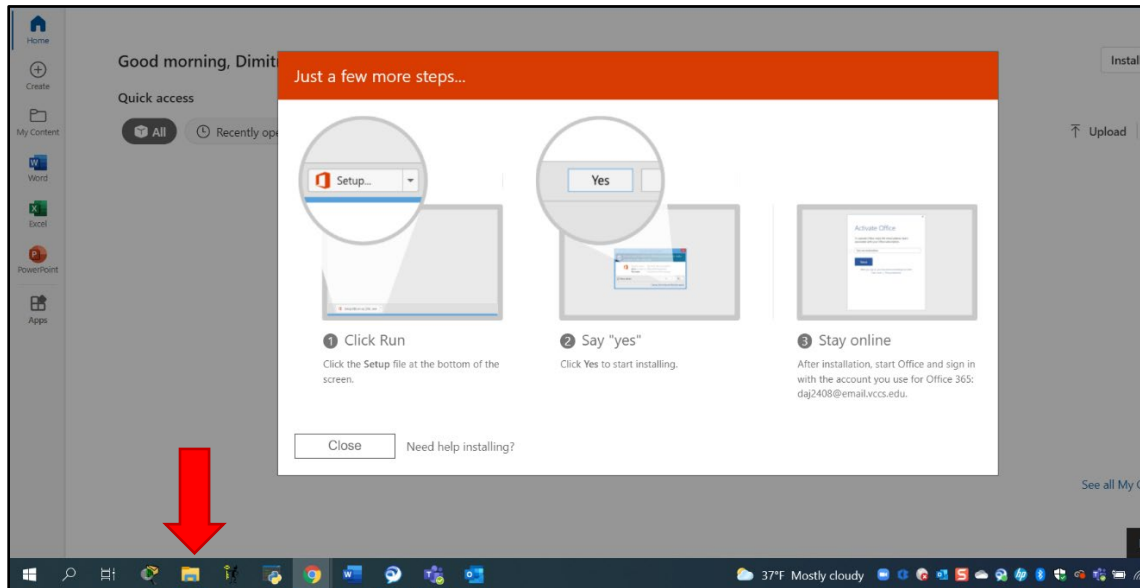 Home
Good morning, Dimit
Just a few more steps...
Instal
Create
Quick access
My Content
All
Recently ope
Upload
Word
Setup...
Yes
Excel
Activate Office
PowerPoint
Apps
1 Click Run
Click the Setup file at the bottom of the
screen.
2 Say "yes"
Click Yes to start installing.
3 Stay online
After installation, start Office and sign in
with the account you use for Office 365:
daj2408@email.vccs.edu.
Close
Need help installing?
See all My
37°F Mostly cloudy